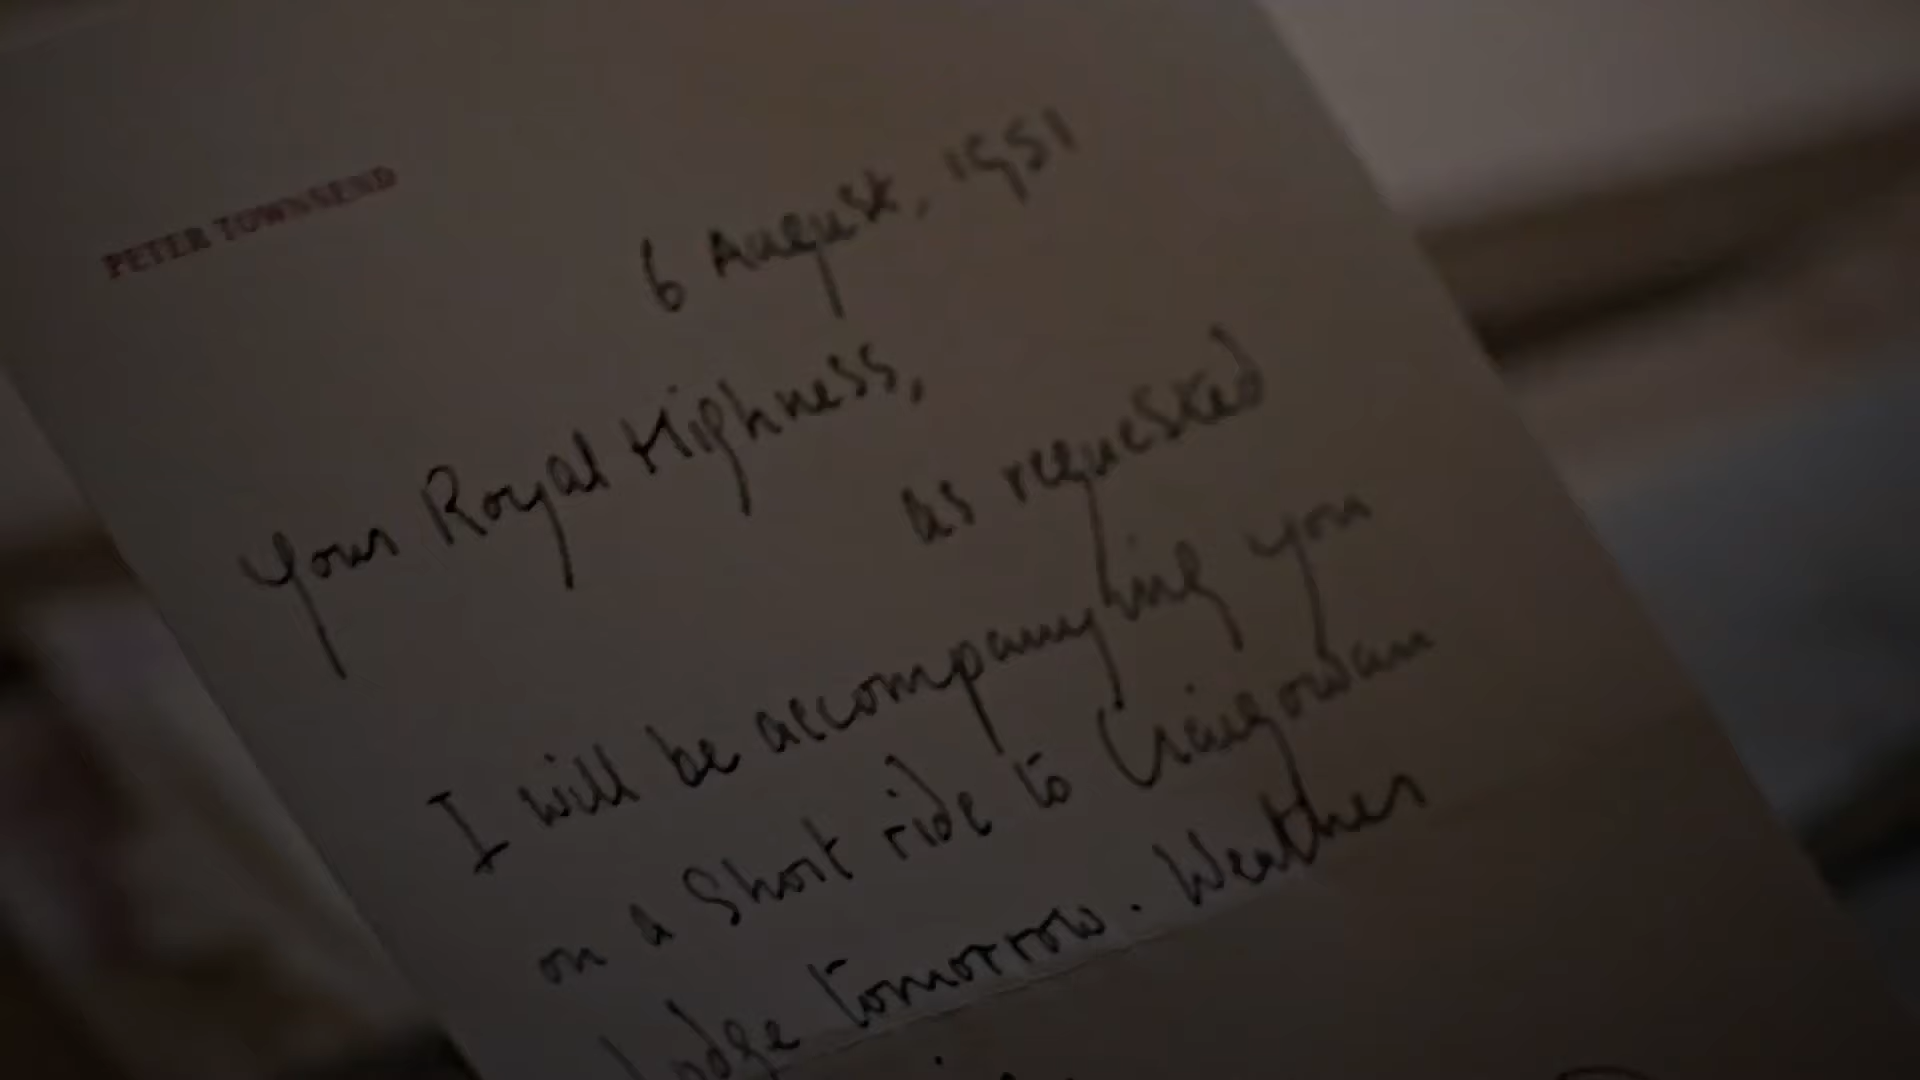 PETER TOWNSEND
6 August, 1951
Your Royal Highness,
as requested
I will be accompanying you
on a Short ride to Craigowan
Lodge tomorrow. Weather